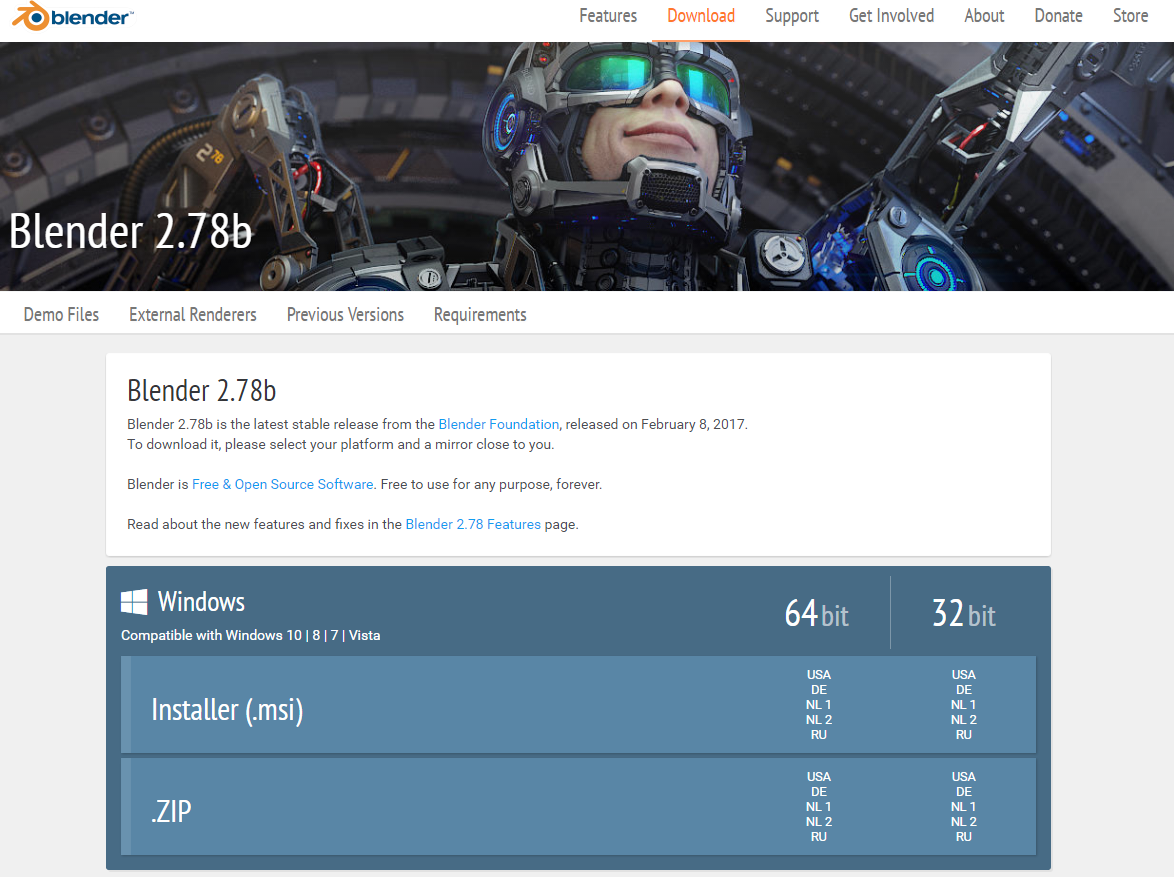 blender™
Features Download Support Get Involved About Donate Store
2.78
Blender 2.78b
Demo Files External Renderers Previous Versions Requirements
Blender 2.78b
Blender 2.78b is the latest stable release from the Blender Foundation, released on February 8, 2017.
To download it, please select your platform and a mirror close to you.
Blender is Free & Open Source Software. Free to use for any purpose, forever.
Read about the new features and fixes in the Blender 2.78 Features page.
Windows 64 bit 32 bit
Compatible with Windows 10 | 8 | 7 | Vista
Installer (.msi)
USA USA
DE DE
NL 1 NL 1
NL 2 NL 2
RU RU
.ZIP
USA USA
DE DE
NL 1 NL 1
NL 2 NL 2
RU RU